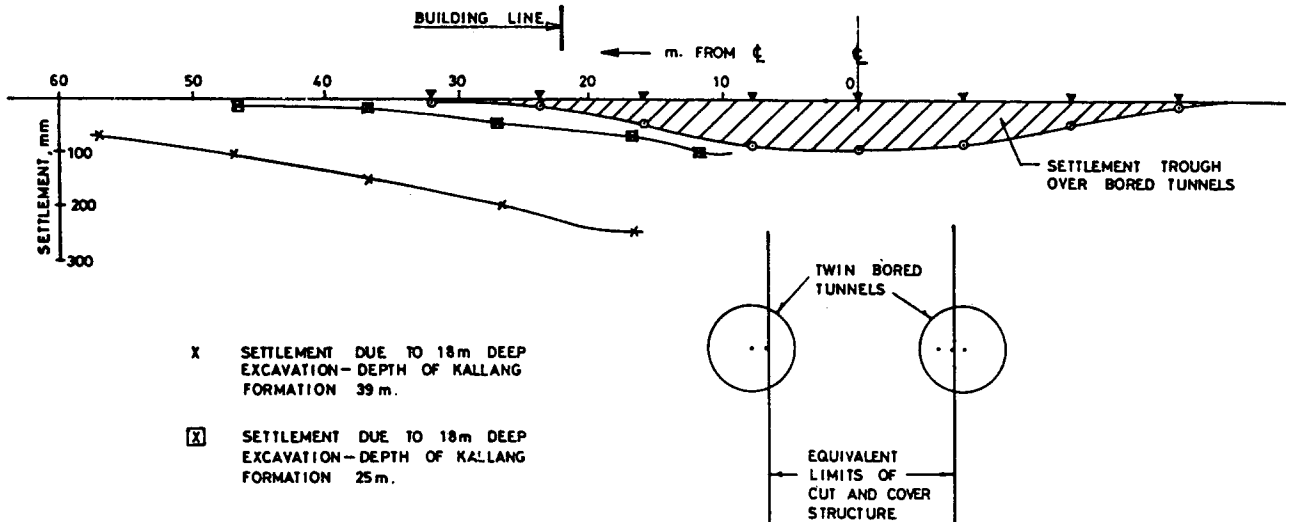 BUILDING LINE
m. FROM ℄
℄
60 50 40 30 20 10 0
SETTLEMENT, mm
100
200
300
SETTLEMENT TROUGH
OVER BORED TUNNELS
TWIN BORED
TUNNELS
X SETTLEMENT DUE TO 18m DEEP
EXCAVATION-DEPTH OF KALLANG
FORMATION 39 m.
X SETTLEMENT DUE TO 18m DEEP
EXCAVATION-DEPTH OF KALLANG
FORMATION 25m.
EQUIVALENT
LIMITS OF
CUT AND COVER
STRUCTURE